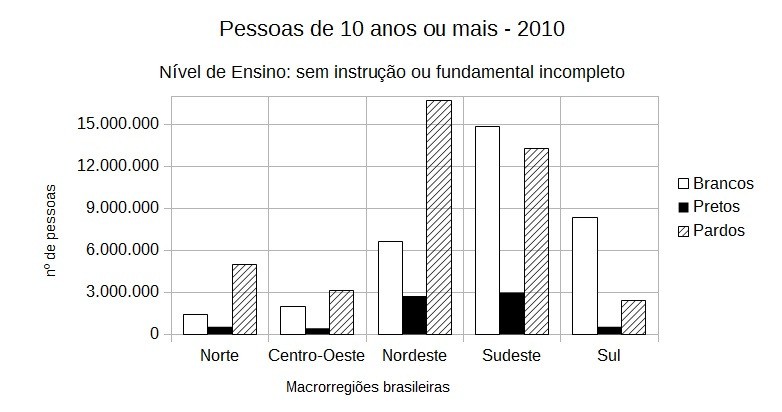 Pessoas de 10 anos ou mais - 2010
Nível de Ensino: sem instrução ou fundamental incompleto
15.000.000
12.000.000
9.000.000
6.000.000
3.000.000
0
nº de pessoas
Norte Centro-Oeste Nordeste Sudeste Sul
Macrorregiões brasileiras
Brancos
Pretos
Pardos